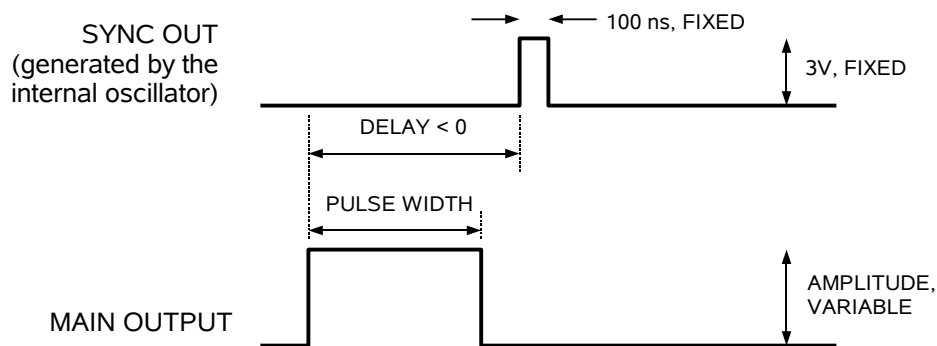 SYNC OUT
(generated by the
internal oscillator)
100 ns, FIXED
3V, FIXED
DELAY < 0
PULSE WIDTH
AMPLITUDE,
VARIABLE
MAIN OUTPUT